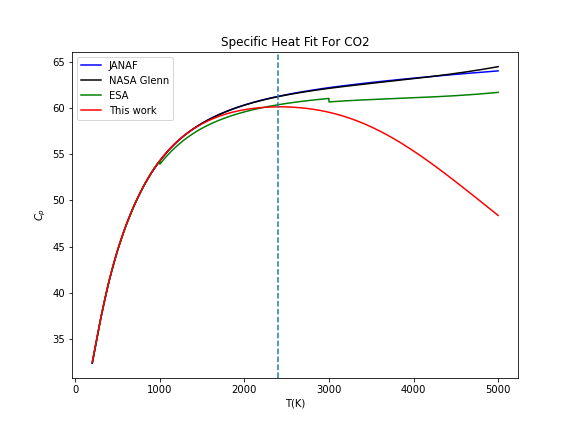 Specific Heat Fit For CO2
65
60
55
50
45
40
35
Cp
JANAF
NASA Glenn
ESA
This work
0
1000
2000
3000
4000
5000
T(K)